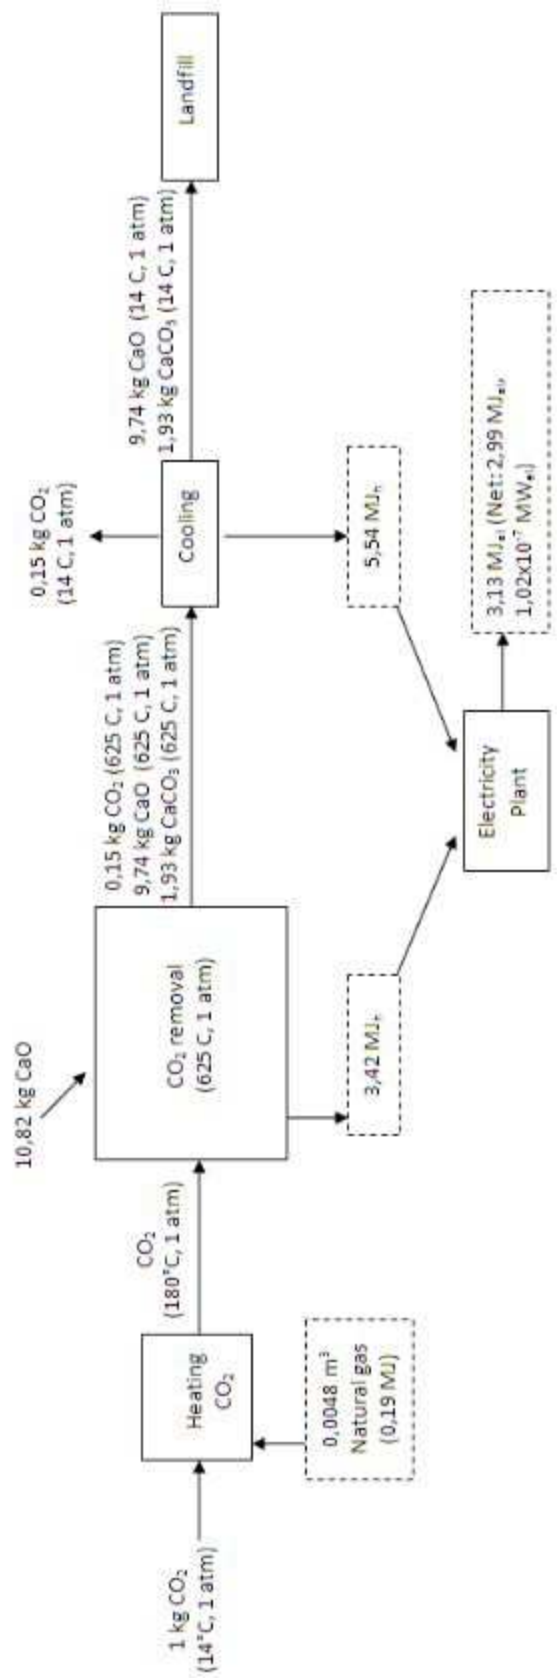 1 kg CO₂
(14°C, 1 atm)
Heating
CO₂
0,0048 m³
Natural gas
(0,19 MJ)
CO₂
(180°C, 1 atm)
10,82 kg CaO
CO₂ removal
(625 C, 1 atm)
3,42 MJₕ
0,15 kg CO₂ (625 C, 1 atm)
9,74 kg CaO (625 C, 1 atm)
1,93 kg CaCO₃ (625 C, 1 atm)
Electricity
Plant
0,15 kg CO₂
(14 C, 1 atm)
Cooling
5,54 MJₕ
3,13 MJₑₗ (Net: 2,99 MJₑₗ,
1,02x10⁻⁷ MWₑₗ)
9,74 kg CaO (14 C, 1 atm)
1,93 kg CaCO₃ (14 C, 1 atm)
Landfill